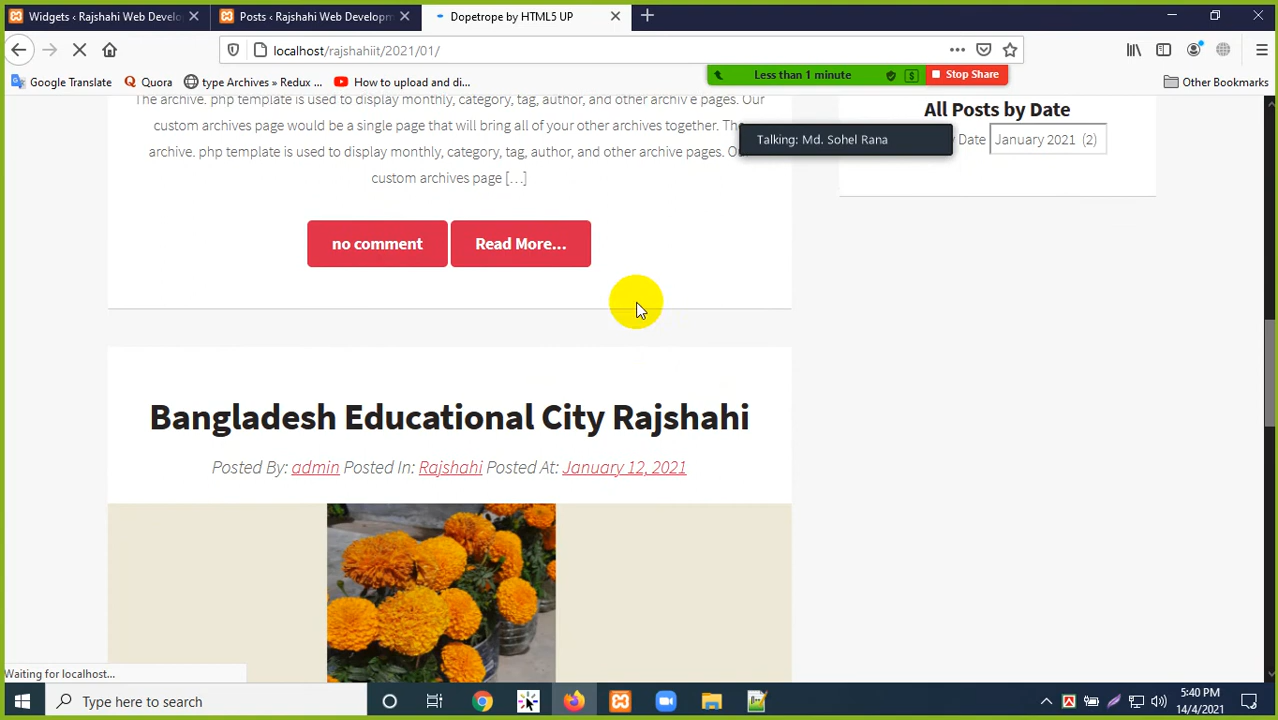 Widgets ‹ Rajshahi Web Develo
Posts ‹ Rajshahi Web Developm
Dopetrope by HTML5 UP
localhost/rajshahiit/2021/01/
Google Translate
Quora
type Archives » Redux ...
How to upload and di...
Less than 1 minute
Stop Share
Other Bookmarks
The archive. php template is used to display monthly, category, tag, author, and other archiv e pages. Our
custom archives page would be a single page that will bring all of your other archives together. The
archive. php template is used to display monthly, category, tag, author, and other archive pages.
custom archives page […]
no comment
Read More...
All Posts by Date
Talking: Md. Sohel Rana
Date
January 2021 (2)
Bangladesh Educational City Rajshahi
Posted By: admin Posted In: Rajshahi Posted At: January 12, 2021
Waiting for localhost...
Type here to search
5:40 PM
14/4/2021